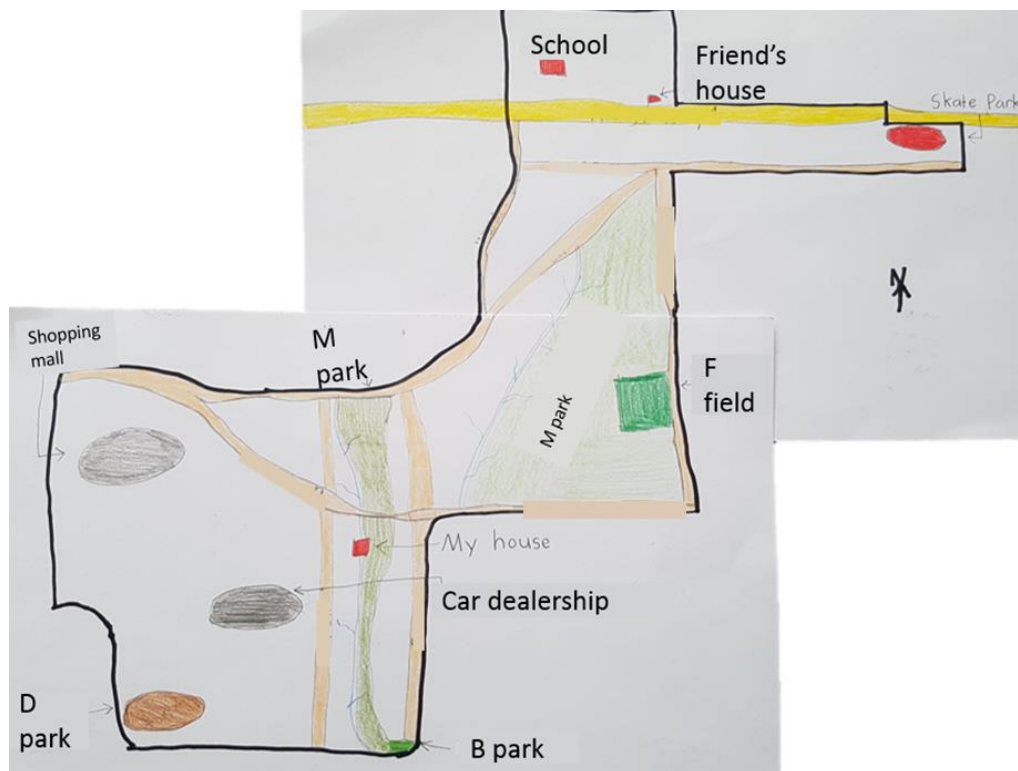 School
Friend's
house
Skate Park
Shopping
mall
M
park
F
field
M park
My house
Car dealership
D
park
B park